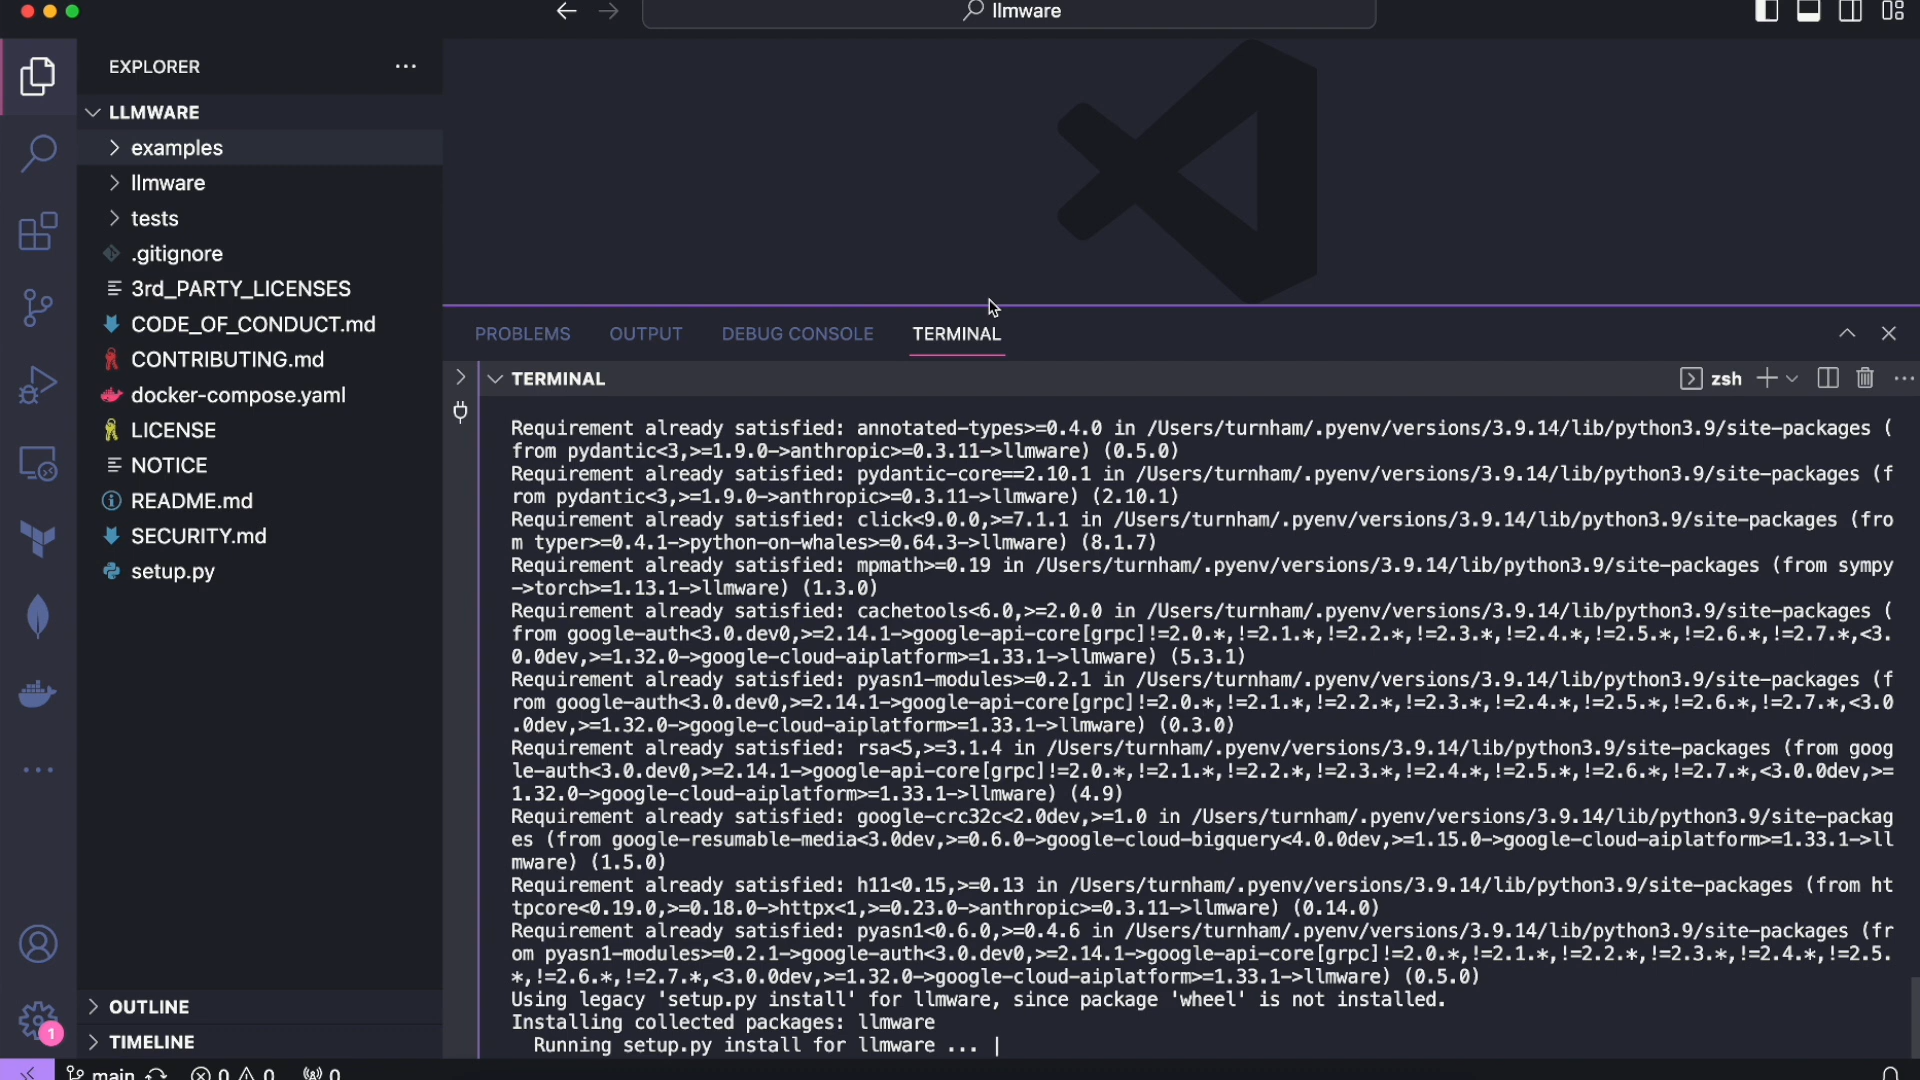 llmware
EXPLORER
LLMWARE
examples
llmware
tests
.gitignore
3rd_PARTY_LICENSES
CODE_OF_CONDUCT.md
CONTRIBUTING.md
docker-compose.yaml
LICENSE
NOTICE
README.md
SECURITY.md
setup.py
OUTLINE
TIMELINE
1
main
0
0
0
PROBLEMS OUTPUT DEBUG CONSOLE TERMINAL
TERMINAL
zsh
Requirement already satisfied: annotated-types>=0.4.0 in /Users/turnham/.pyenv/versions/3.9.14/lib/python3.9/site-packages (
from pydantic<3,>=1.9.0->anthropic>=0.3.11->llmware) (0.5.0)
Requirement already satisfied: pydantic-core==2.10.1 in /Users/turnham/.pyenv/versions/3.9.14/lib/python3.9/site-packages (f
rom pydantic<3,>=1.9.0->anthropic>=0.3.11->llmware) (2.10.1)
Requirement already satisfied: click<9.0.0,>=7.1.1 in /Users/turnham/.pyenv/versions/3.9.14/lib/python3.9/site-packages (fro
m typer>=0.4.1->python-on-whales>=0.64.3->llmware) (8.1.7)
Requirement already satisfied: mpmath>=0.19 in /Users/turnham/.pyenv/versions/3.9.14/lib/python3.9/site-packages (from sympy
->torch>=1.13.1->llmware) (1.3.0)
Requirement already satisfied: cachetools<6.0,>=2.0.0 in /Users/turnham/.pyenv/versions/3.9.14/lib/python3.9/site-packages (
from google-auth<3.0.dev0,>=2.14.1->google-api-core[grpc]!=2.0.*,!=2.1.*,!=2.2.*,!=2.3.*,!=2.4.*,!=2.5.*,!=2.6.*,!=2.7.*,<3.
0.0dev,>=1.32.0->google-cloud-aiplatform>=1.33.1->llmware) (5.3.1)
Requirement already satisfied: pyasn1-modules>=0.2.1 in /Users/turnham/.pyenv/versions/3.9.14/lib/python3.9/site-packages (f
rom google-auth<3.0.dev0,>=2.14.1->google-api-core[grpc]!=2.0.*,!=2.1.*,!=2.2.*,!=2.3.*,!=2.4.*,!=2.5.*,!=2.6.*,!=2.7.*,<3.0
.0dev,>=1.32.0->google-cloud-aiplatform>=1.33.1->llmware) (0.3.0)
Requirement already satisfied: rsa<5,>=3.1.4 in /Users/turnham/.pyenv/versions/3.9.14/lib/python3.9/site-packages (from goog
le-auth<3.0.dev0,>=2.14.1->google-api-core[grpc]!=2.0.*,!=2.1.*,!=2.2.*,!=2.3.*,!=2.4.*,!=2.5.*,!=2.6.*,!=2.7.*,<3.0.0dev,>=
1.32.0->google-cloud-aiplatform>=1.33.1->llmware) (4.9)
Requirement already satisfied: google-crc32c<2.0dev,>=1.0 in /Users/turnham/.pyenv/versions/3.9.14/lib/python3.9/site-packag
es (from google-resumable-media<3.0dev,>=0.6.0->google-cloud-bigquery<4.0.0dev,>=1.15.0->google-cloud-aiplatform>=1.33.1->ll
mware) (1.5.0)
Requirement already satisfied: h11<0.15,>=0.13 in /Users/turnham/.pyenv/versions/3.9.14/lib/python3.9/site-packages (from ht
tpcore<0.19.0,>=0.18.0->httpx<1,>=0.23.0->anthropic>=0.3.11->llmware) (0.14.0)
Requirement already satisfied: pyasn1<0.6.0,>=0.4.6 in /Users/turnham/.pyenv/versions/3.9.14/lib/python3.9/site-packages (fr
om pyasn1-modules>=0.2.1->google-auth<3.0.dev0,>=2.14.1->google-api-core[grpc]!=2.0.*,!=2.1.*,!=2.2.*,!=2.3.*,!=2.4.*,!=2.5.
*,!=2.6.*,!=2.7.*,<3.0.0dev,>=1.32.0->google-cloud-aiplatform>=1.33.1->llmware) (0.5.0)
Using legacy 'setup.py install' for llmware, since package 'wheel' is not installed.
Installing collected packages: llmware
Running setup.py install for llmware ... |